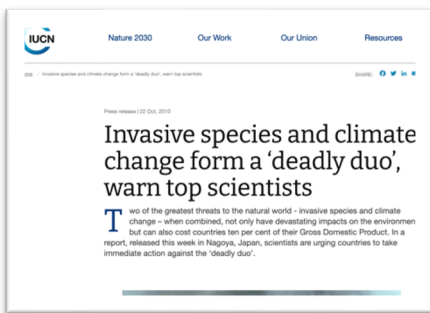 IUCN
Nature 2030 Our Work Our Union Resources
/ Invasive species and climate change form a 'deadly duo', warn top scientists
SHARE:
Press release | 22 Oct, 2010
Invasive species and climate
change form a 'deadly duo',
warn top scientists
Two of the greatest threats to the natural world - invasive species and climate
change – when combined, not only have devastating impacts on the environmen
but can also cost countries ten per cent of their Gross Domestic Product. In a
report, released this week in Nagoya, Japan, scientists are urging countries to take
immediate action against the 'deadly duo'.